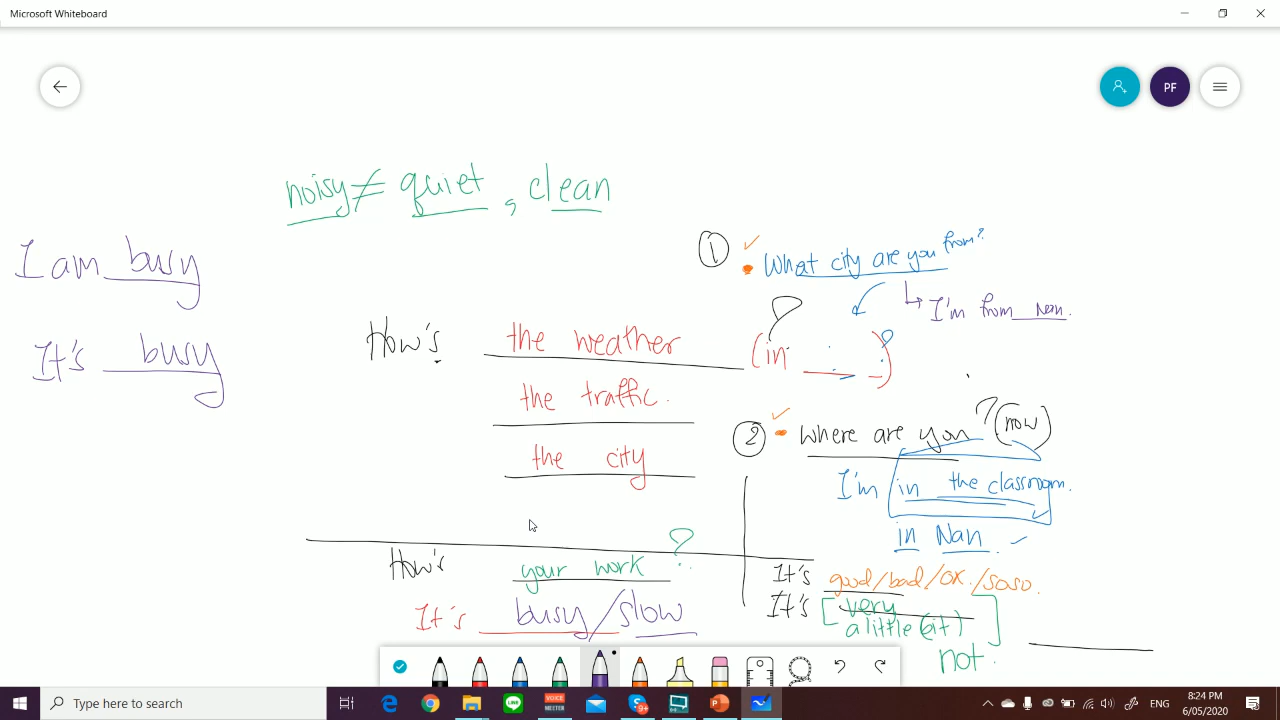 Microsoft Whiteboard
PF
noisy ≠ quiet, clean
I am busy
It's busy
① What city are you from?
I'm from Nan.
How's the weather (in ___)?
the traffic.
the city
② Where are you? (now)
I'm in the classroom.
in Nan
How's your work?
It's busy/slow
It's good/bad/ok/soso.
It's [very
a little (bit)]
not.
Type here to search
VOICE
9+
ENG
8:24 PM
6/05/2020